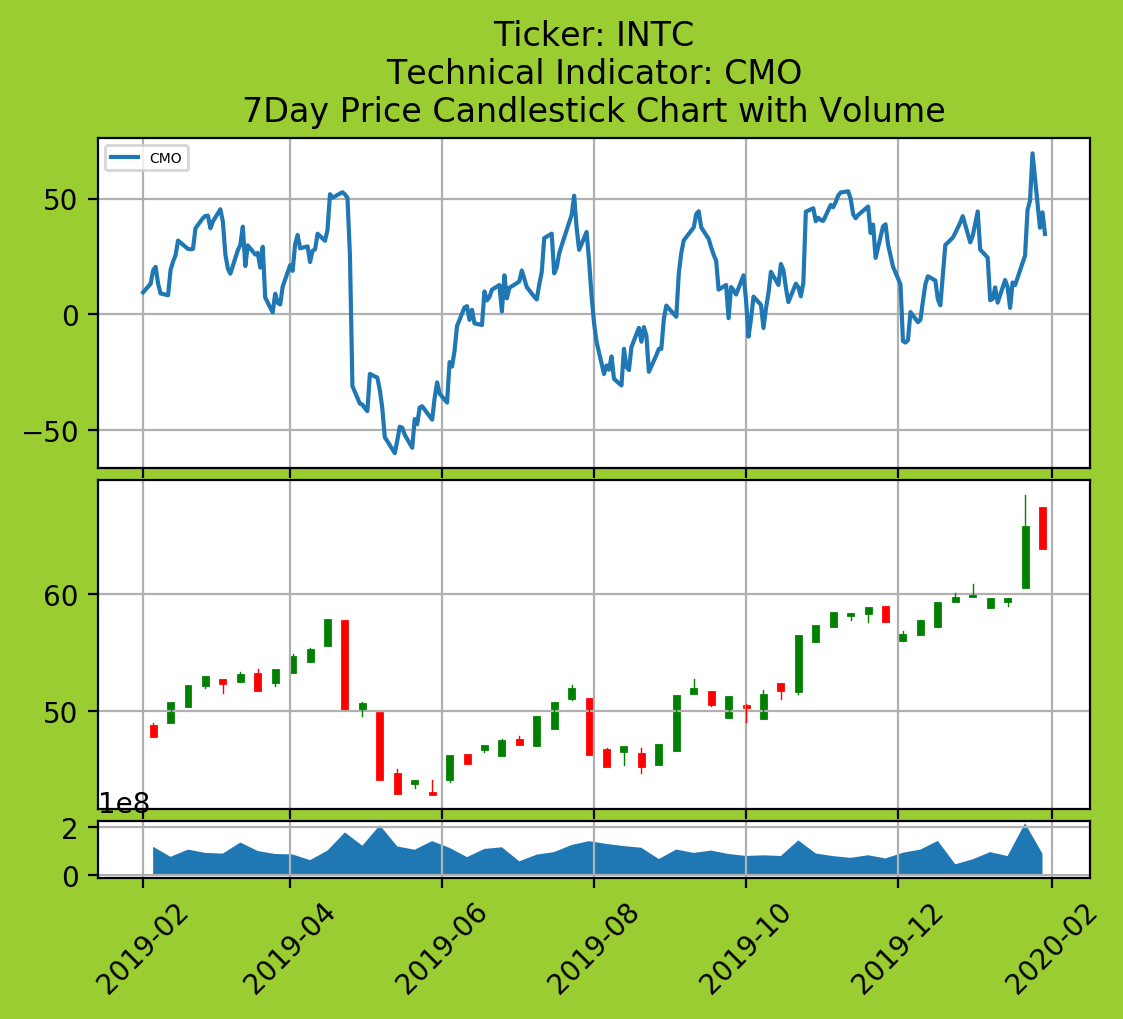 Ticker: INTC
Technical Indicator: CMO
7Day Price Candlestick Chart with Volume
CMO
50
0
−50
60
50
1e8
2
0
2019-02
2019-04
2019-06
2019-08
2019-10
2019-12
2020-02